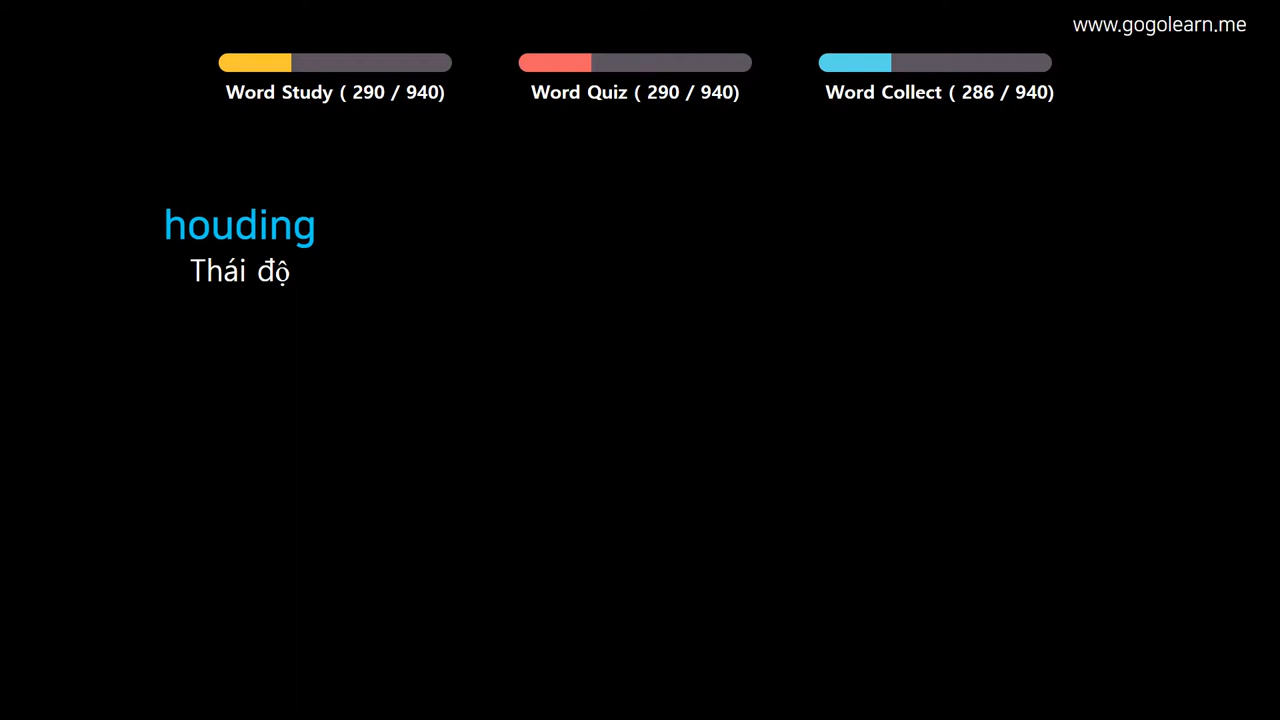 www.gogolearn.me
Word Study ( 290 / 940)
Word Quiz ( 290 / 940)
Word Collect ( 286 / 940)
houding
Thái độ